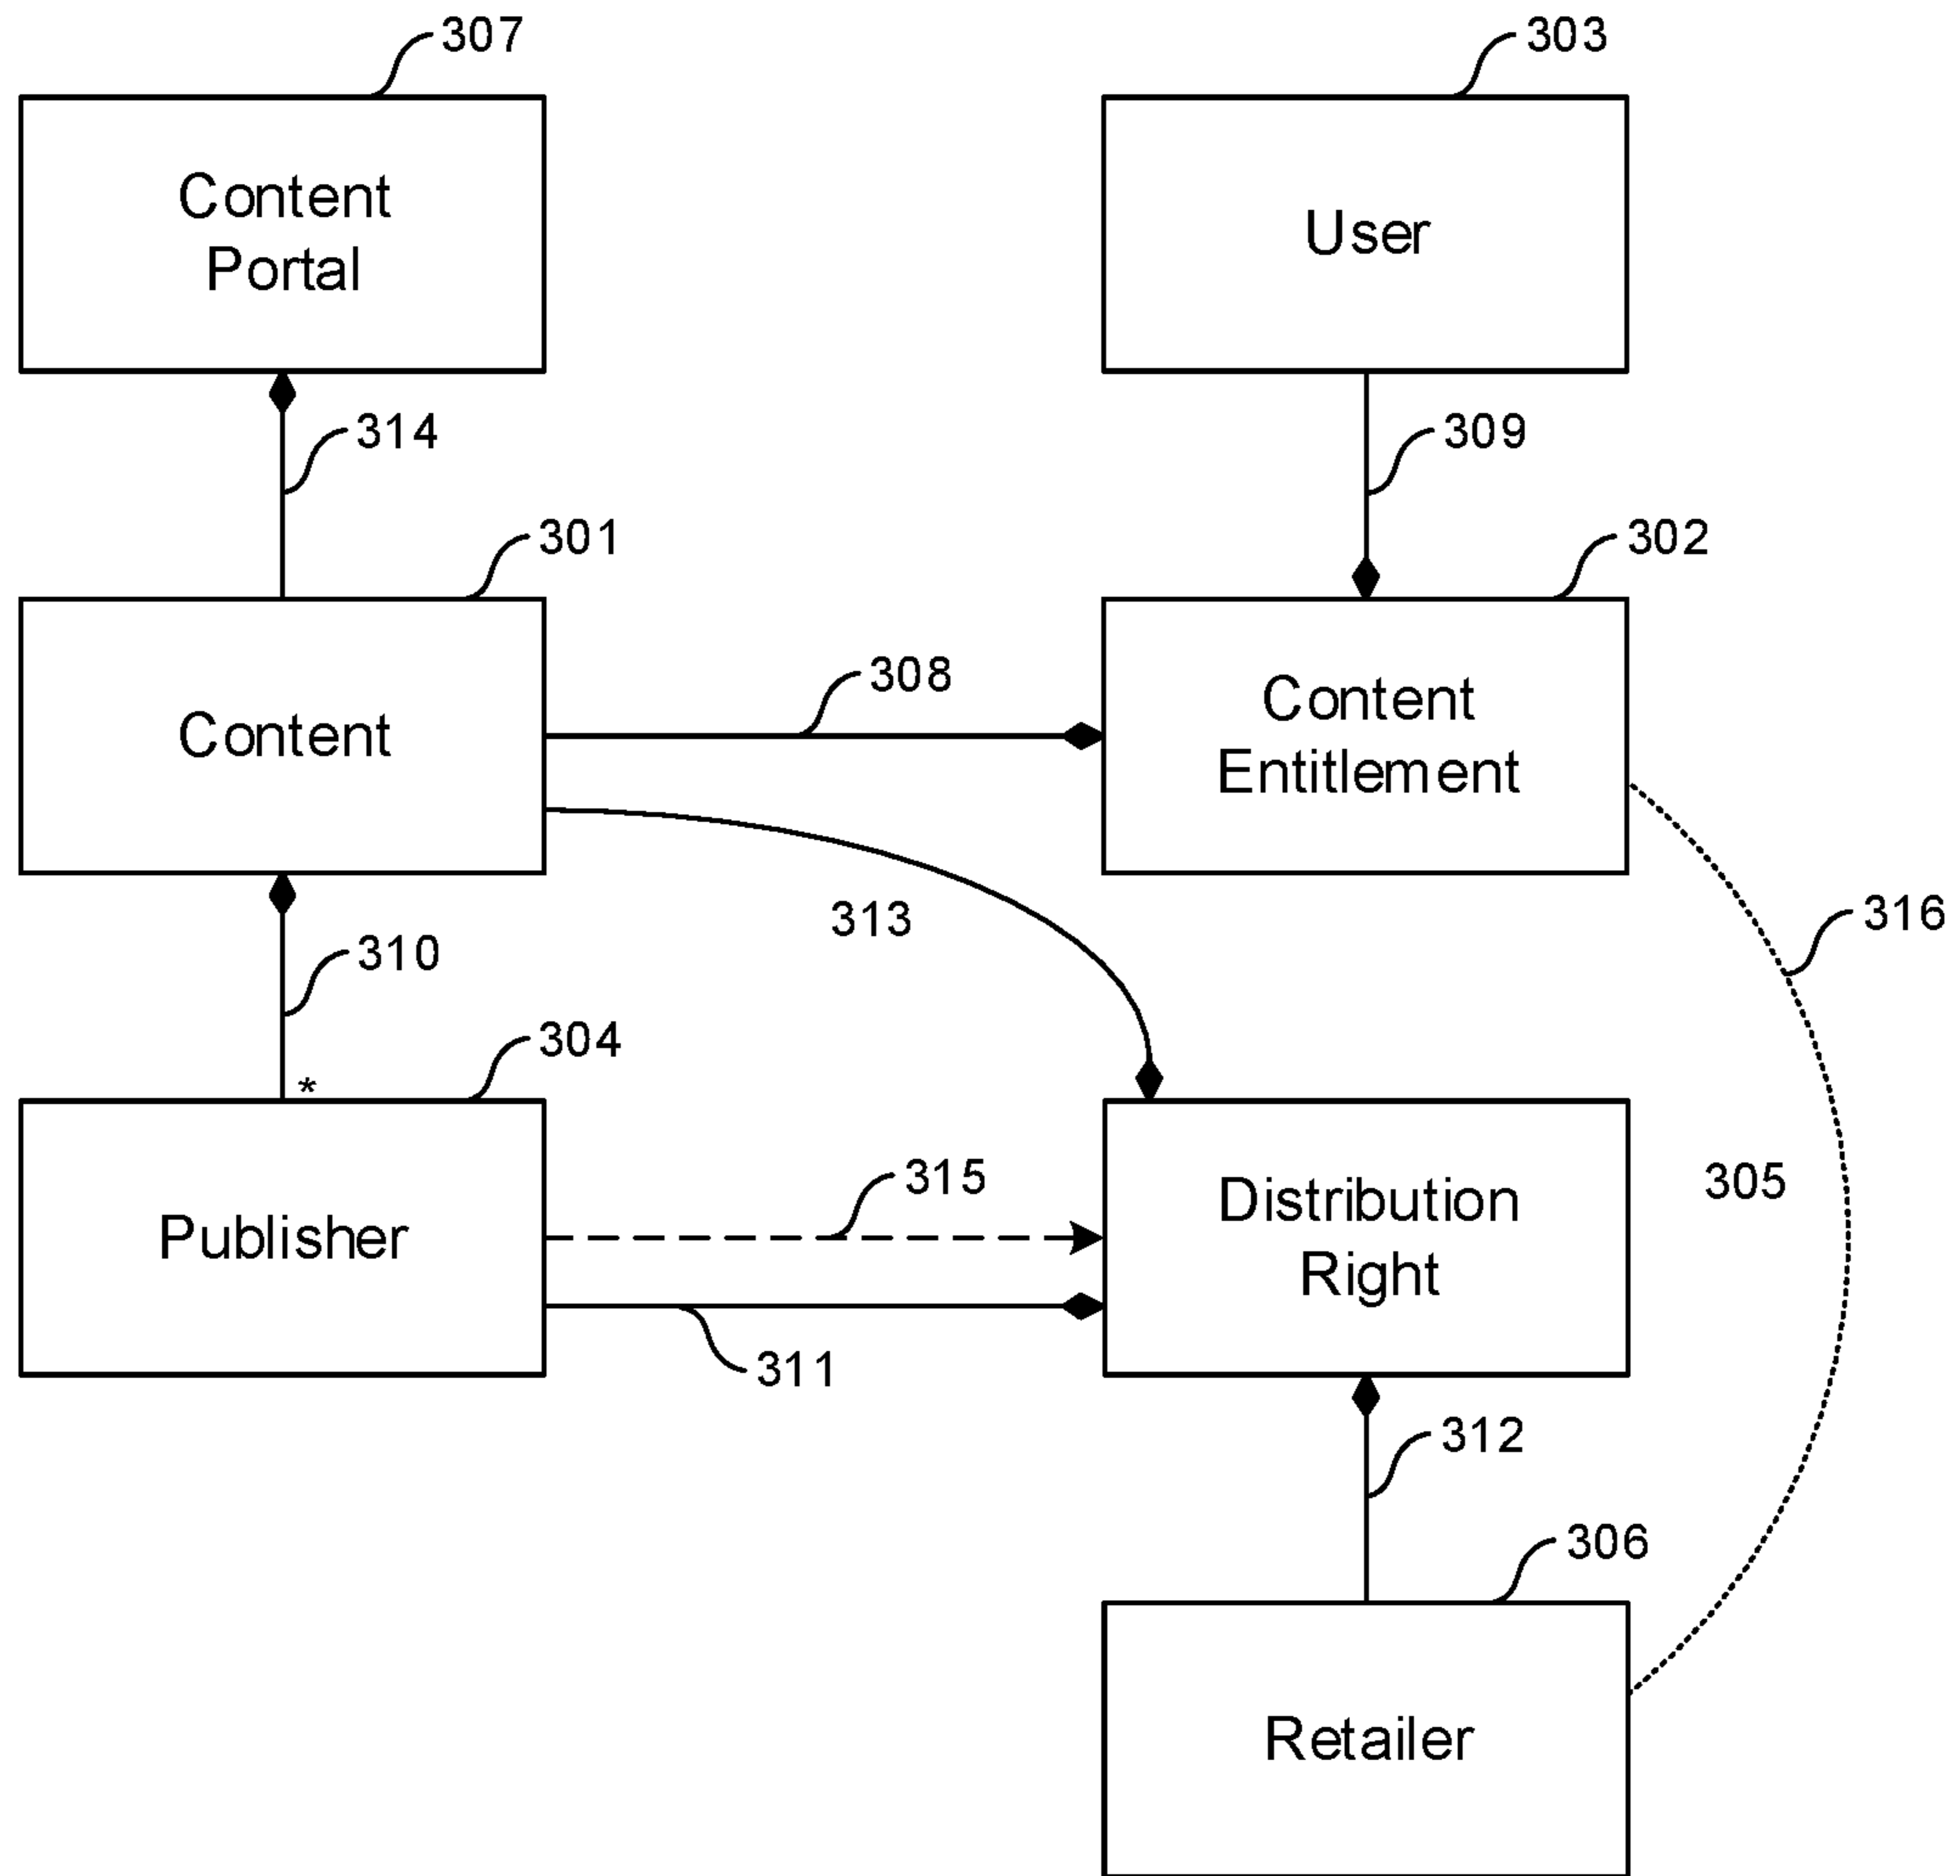 307
303
Content
Portal
User
314
309
301
302
308
Content
Content
Entitlement
313
316
310
304
*
315
305
Publisher
Distribution
Right
311
312
306
Retailer